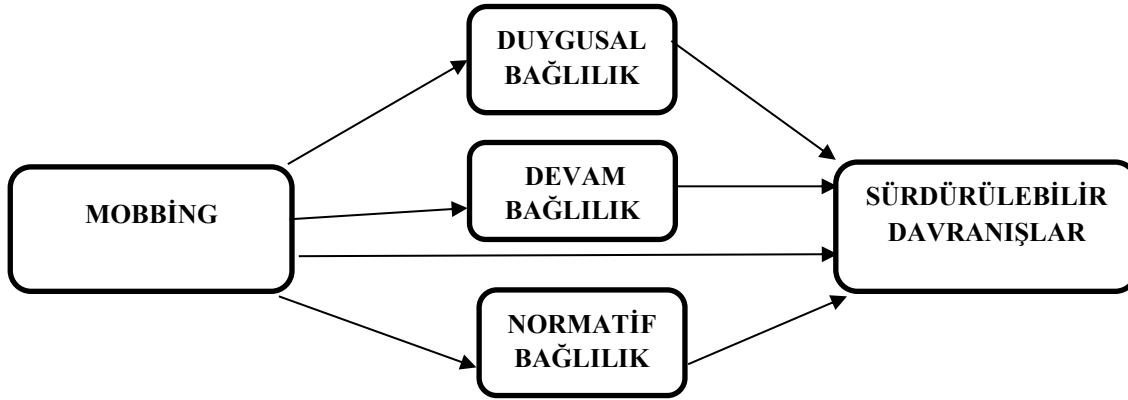 DUYGUSAL
BAĞLILIK
MOBBİNG
DEVAM
BAĞLILIK
SÜRDÜRÜLEBİLİR
DAVRANIŞLAR
NORMATİF
BAĞLILIK